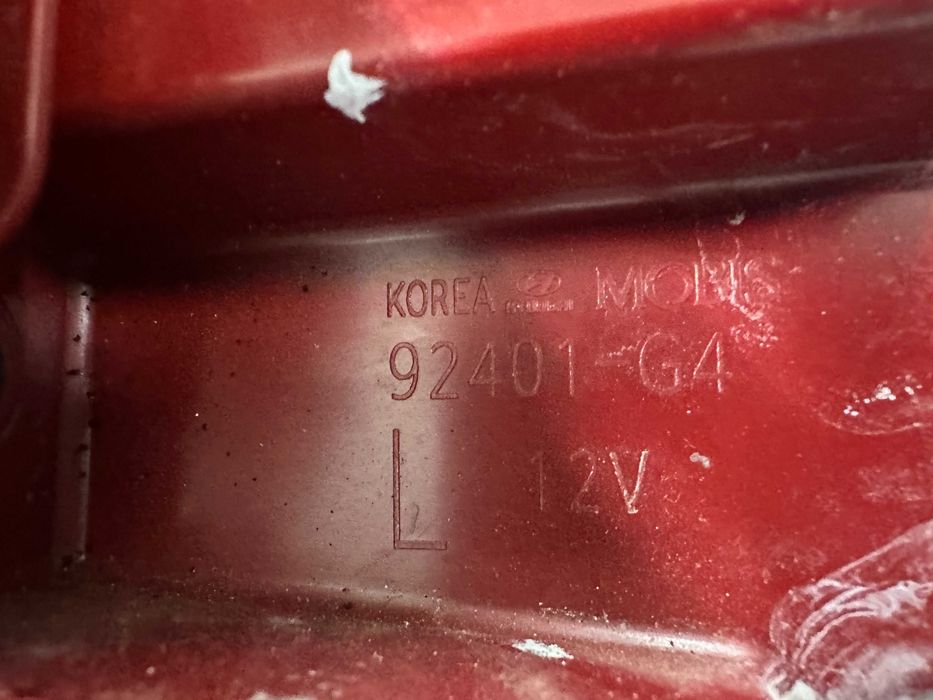 KOREA MOBIS
92401-G4
L 12V